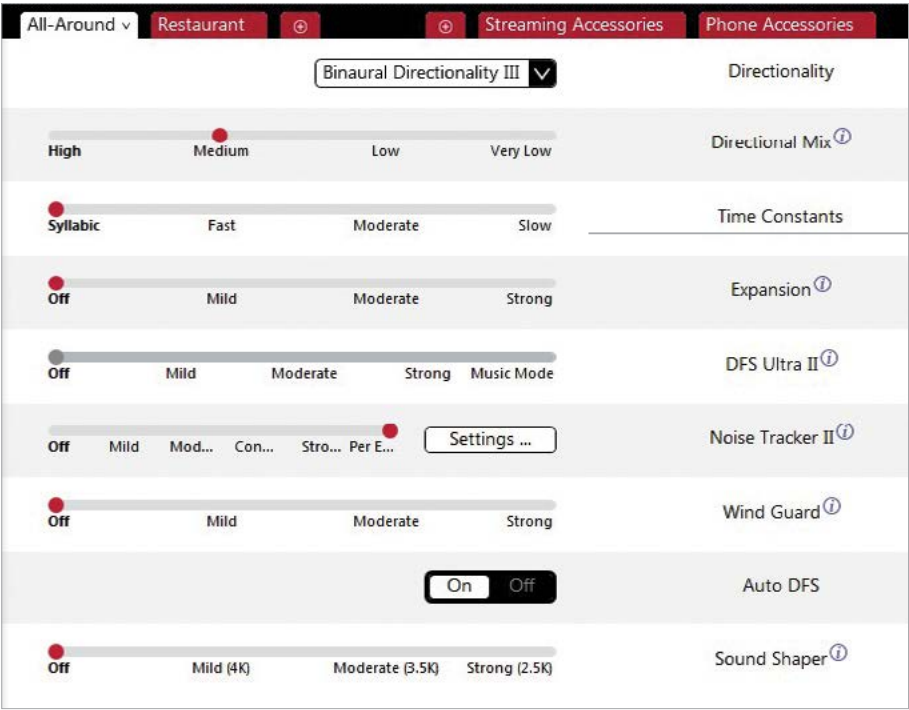 All-Around Restaurant Streaming Accessories Phone Accessories
Binaural Directionality III Directionality
High Medium Low Very Low Directional Mix
Syllabic Fast Moderate Slow Time Constants
Off Mild Moderate Strong Expansion
Off Mild Moderate Strong Music Mode DFS Ultra II
Off Mild Mod... Con... Stro... Per E... Settings ... Noise Tracker II
Off Mild Moderate Strong Wind Guard
On Off Auto DFS
Off Mild (4K) Moderate (3.5K) Strong (2.5K) Sound Shaper